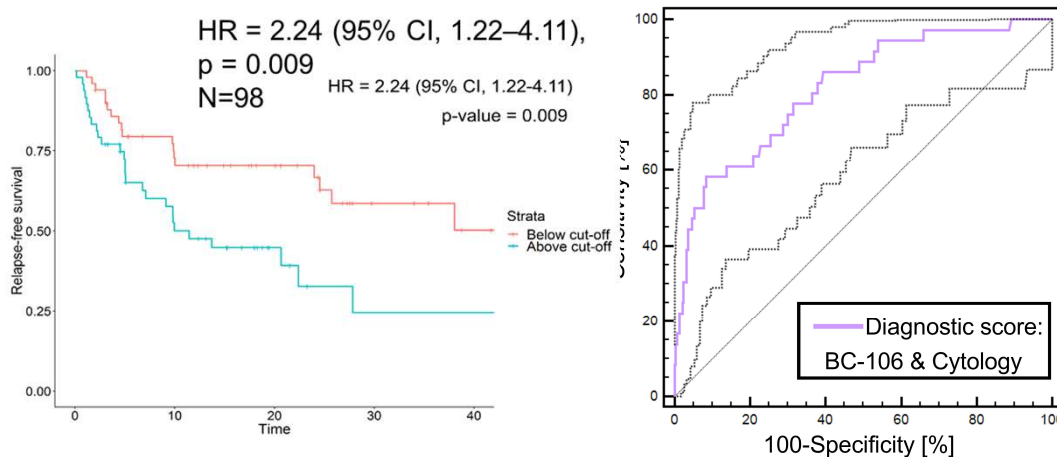 HR = 2.24 (95% CI, 1.22–4.11),
p = 0.009
N=98
HR = 2.24 (95% CI, 1.22-4.11)
p-value = 0.009
1.00
0.75
0.50
0.25
0.00
Relapse-free survival
0 10 20 30 40
Time
Strata
Below cut-off
Above cut-off
100
80
60
40
20
0
Sensitivity [%]
0 20 40 60 80 100
100-Specificity [%]
Diagnostic score:
BC-106 & Cytology